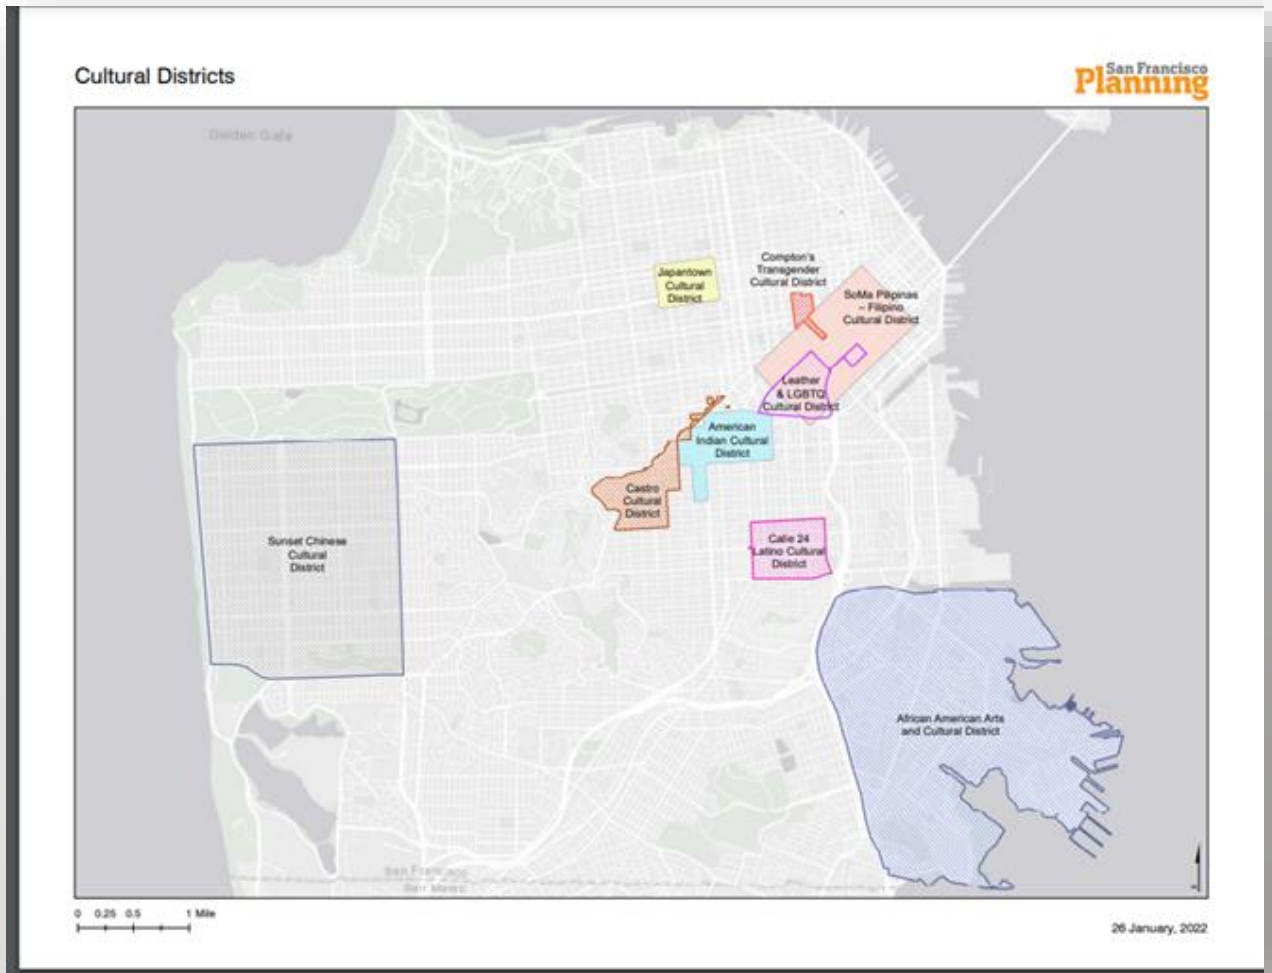 Cultural Districts
San Francisco
Planning
Golden Gate
Compton's
Transgender
Cultural District
Japantown
Cultural
District
SoMa Pilipinas
– Filipino
Cultural District
Leather
& LGBTQ
Cultural District
American
Indian Cultural
District
Castro
Cultural
District
Sunset Chinese
Cultural
District
Calle 24
Latino Cultural
District
African American Arts
and Cultural District
San Francisco
San Mateo
0 0.25 0.5 1 Mile
26 January, 2022